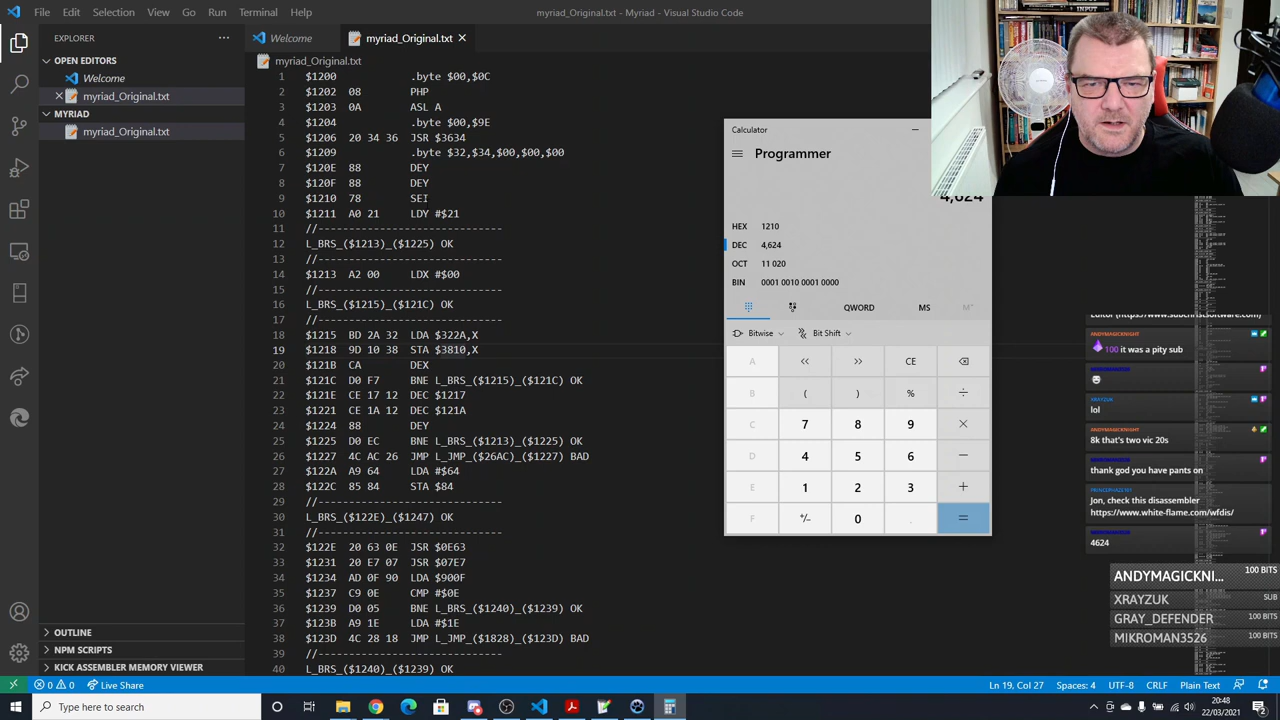 File Edit Selection View Go Run Terminal Help myriad_Original.txt - Myriad - Visual Studio Code
EXPLORER
OPEN EDITORS
Welcome
myriad_Original.txt
MYRIAD
myriad_Original.txt
OUTLINE
NPM SCRIPTS
KICK ASSEMBLER MEMORY VIEWER
Welcome myriad_Original.txt
myriad_Original.txt
1 $1200 .byte $00,$0C
2 $1202 08 PHP
3 $1203 0A ASL A
4 $1204 .byte $00,$9E
5 $1206 20 34 36 JSR $3634
6 $1209 .byte $32,$34,$00,$00,$00
7 $120E 88 DEY
8 $120F 88 DEY
9 $1210 78 SEI
10 $1211 A0 21 LDY #$21
11 //------------------------------
12 L_BRS_($1213)_($1225) OK
13 //------------------------------
14 $1213 A2 00 LDX #$00
15 //------------------------------
16 L_BRS_($1215)_($121C) OK
17 //------------------------------
18 $1215 BD 2A 32 LDA $322A,X
19 $1218 9D 10 38 STA $3810,X
20 $121B CA DEX
21 $121C D0 F7 BNE L_BRS_($1215)_($121C) OK
22 $121E CE 17 12 DEC $1217
23 $1221 CE 1A 12 DEC $121A
24 $1224 88 DEY
25 $1225 D0 EC BNE L_BRS_($1213)_($1225) OK
26 $1227 4C AC 26 JMP L_JMP_($26AC)_($1227) BAD
27 $122A A9 64 LDA #$64
28 $122C 85 84 STA $84
29 //------------------------------
30 L_BRS_($122E)_($1247) OK
31 //------------------------------
32 $122E 20 63 0E JSR $0E63
33 $1231 20 E7 07 JSR $07E7
34 $1234 AD 0F 90 LDA $900F
35 $1237 C9 0E CMP #$0E
36 $1239 D0 05 BNE L_BRS_($1240)_($1239) OK
37 $123B A9 1E LDA #$1E
38 $123D 4C 28 18 JMP L_JMP_($1828)_($123D) BAD
39 //------------------------------
40 L_BRS_($1240)_($1239) OK
Calculator
Programmer
4,624
HEX 1210
DEC 4,624
OCT 11 020
BIN 0001 0010 0001 0000
QWORD MS M
Bitwise Bit Shift
A << >> CE
B ( ) % ÷
C 7 8 9 ×
D 4 5 6 −
E 1 2 3 +
F +/− 0 . =
INPUT
Editor (https://www.subchristsoftware.com)
ANDYMAGICKNIGHT
100 it was a pity sub
XRAYZUK
lol
ANDYMAGICKNIGHT
8k that's two vic 20s
thank god you have pants on
Jon, check this disassembler
https://www.white-flame.com/wfdis/
4624
ANDYMAGICKNI... 100 BITS
XRAYZUK SUB
GRAY_DEFENDER 100 BITS
MIKROMAN3526 100 BITS
0 0 Live Share Ln 19, Col 27 Spaces: 4 UTF-8 CRLF Plain Text
Type here to search
20:48
22/03/2021
2